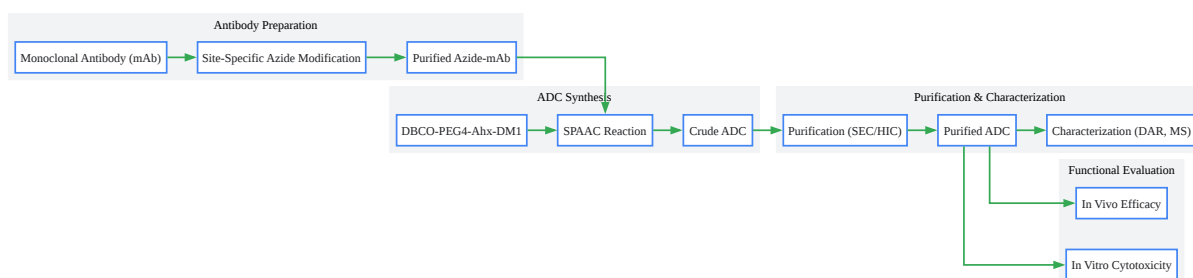 Antibody Preparation
Monoclonal Antibody (mAb)
Site-Specific Azide Modification
Purified Azide-mAb
ADC Synthesis
DBCO-PEG4-Ahx-DM1
SPAAC Reaction
Crude ADC
Purification & Characterization
Purification (SEC/HIC)
Purified ADC
Characterization (DAR, MS)
Functional Evaluation
In Vivo Efficacy
In Vitro Cytotoxicity